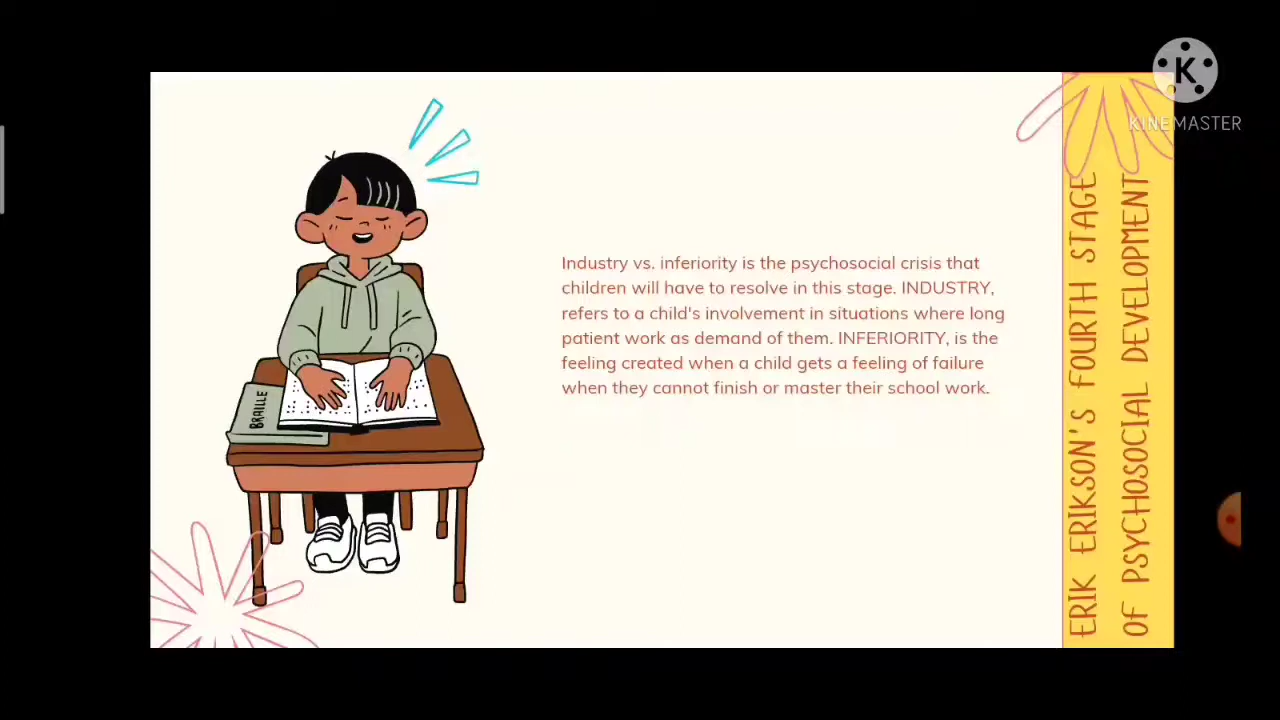 Industry vs. inferiority is the psychosocial crisis that
children will have to resolve in this stage. INDUSTRY,
refers to a child's involvement in situations where long
patient work as demand of them. INFERIORITY, is the
feeling created when a child gets a feeling of failure
when they cannot finish or master their school work.
ERIK ERIKSON'S FOURTH STAGE
OF PSYCHOSOCIAL DEVELOPMENT
BRAILLE
K
KINEMASTER